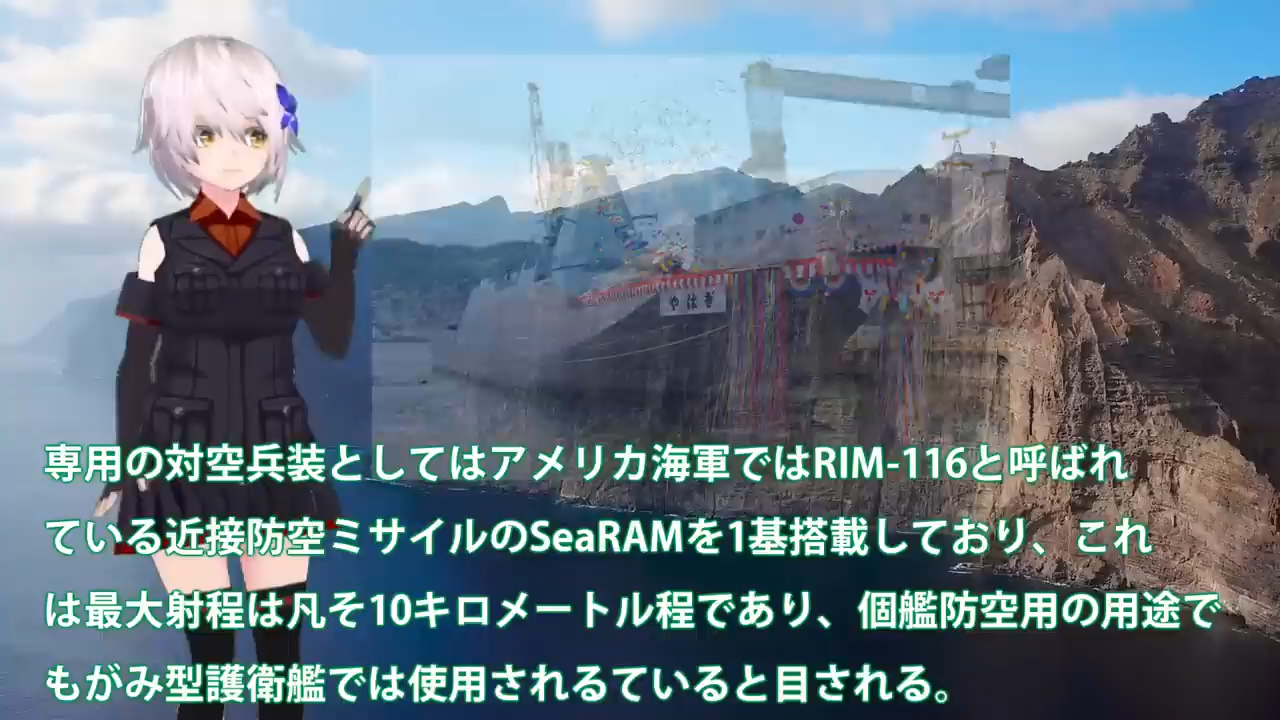 やはぎ
専用の対空兵装としてはアメリカ海軍ではRIM-116と呼ばれ
ている近接防空ミサイルのSeaRAMを1基搭載しており、これ
は最大射程は凡そ10キロメートル程であり、個艦防空用の用途で
もがみ型護衛艦では使用されるていると目される。